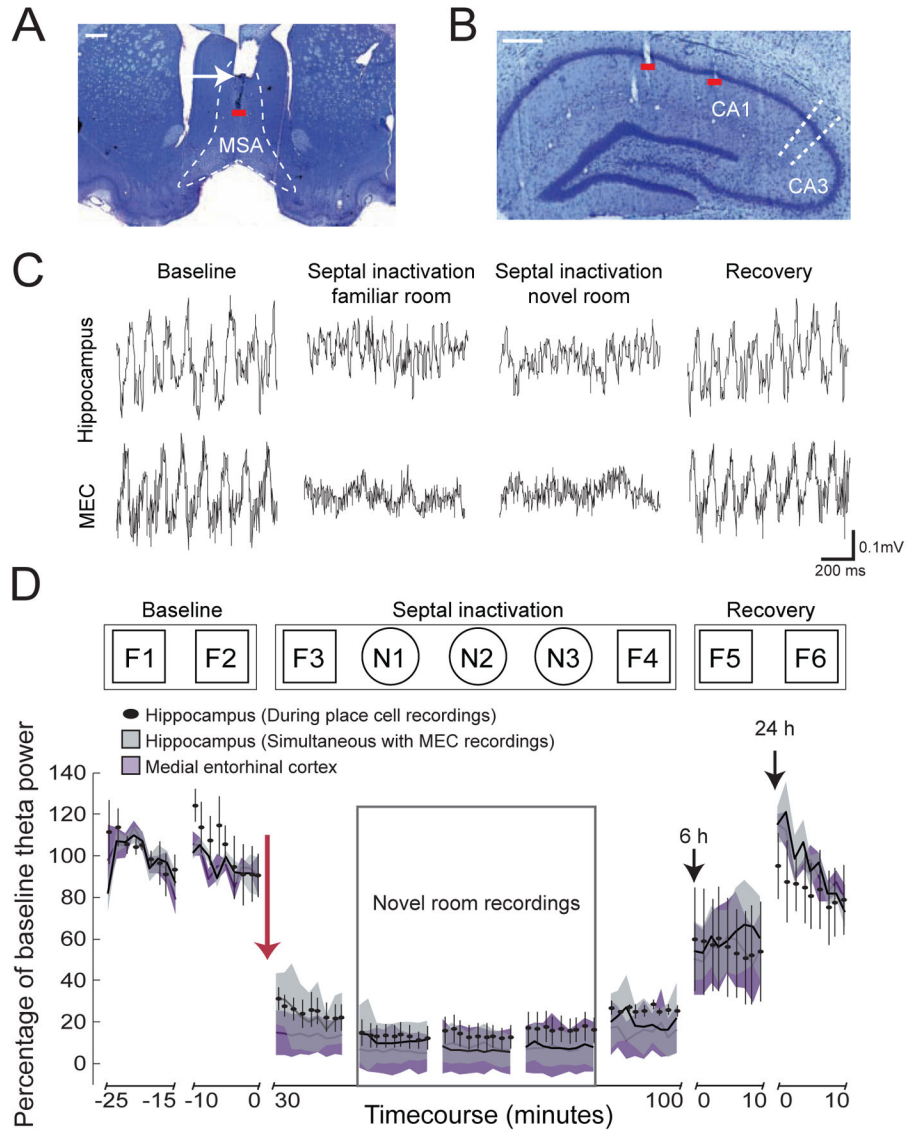 A
B
MSA
CA1
CA3
C
Baseline
Septal inactivation
familiar room
Septal inactivation
novel room
Recovery
Hippocampus
MEC
0.1mV
200 ms
D
Baseline
Septal inactivation
Recovery
F1
F2
F3
N1
N2
N3
F4
F5
F6
Hippocampus (During place cell recordings)
Hippocampus (Simultaneous with MEC recordings)
Medial entorhinal cortex
24 h
6 h
Novel room recordings
Percentage of baseline theta power
140
120
100
80
60
40
20
0
-25 -15 -10 0 30 100 0 10 0 10
Timecourse (minutes)